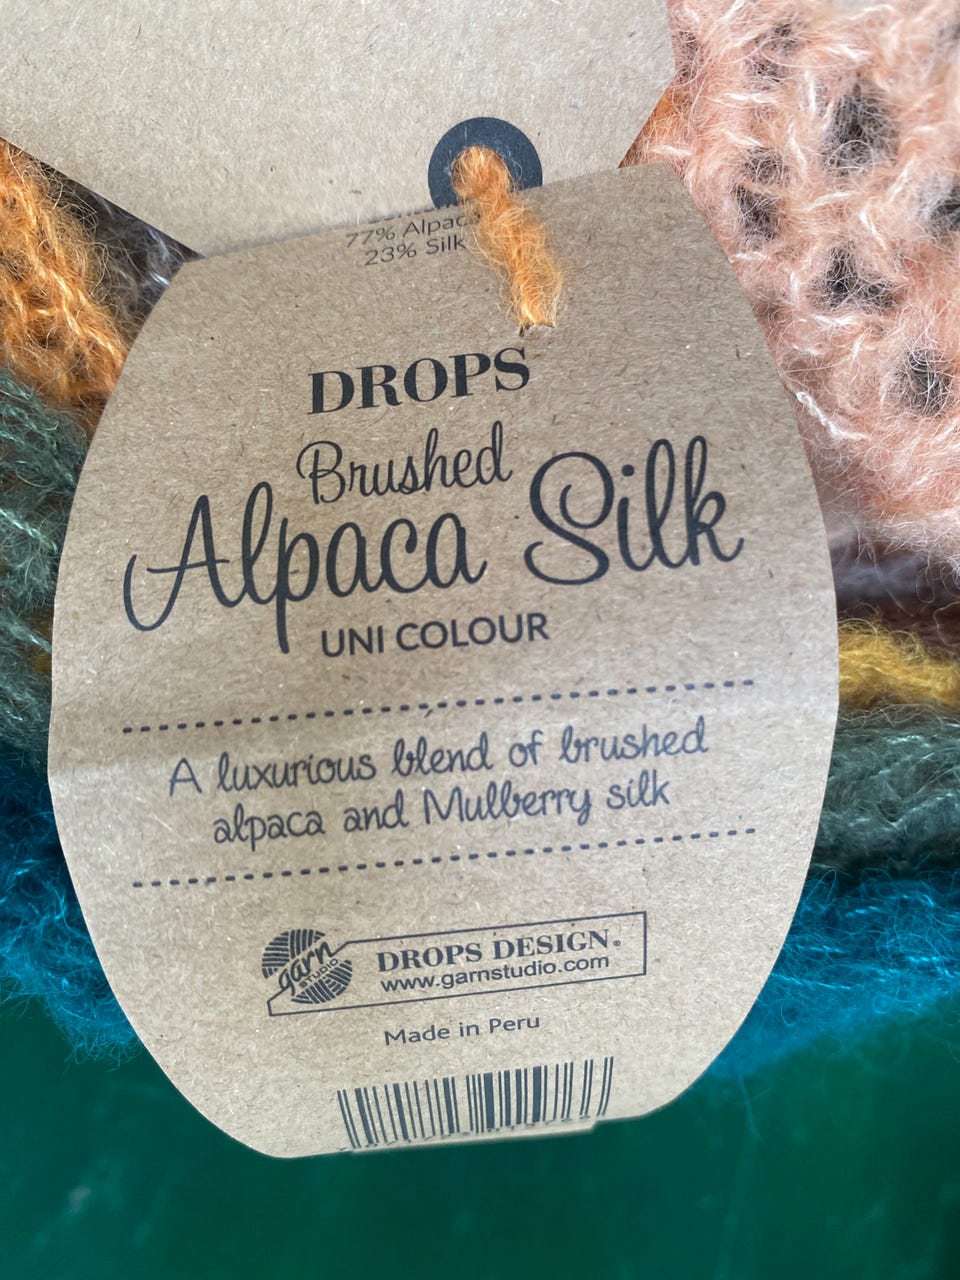 77% Alpaca
23% Silk
DROPS
Brushed
Alpaca Silk
UNI COLOUR
A luxurious blend of brushed
alpaca and Mulberry silk
garn
STUDIO
DROPS DESIGN®
www.garnstudio.com
Made in Peru